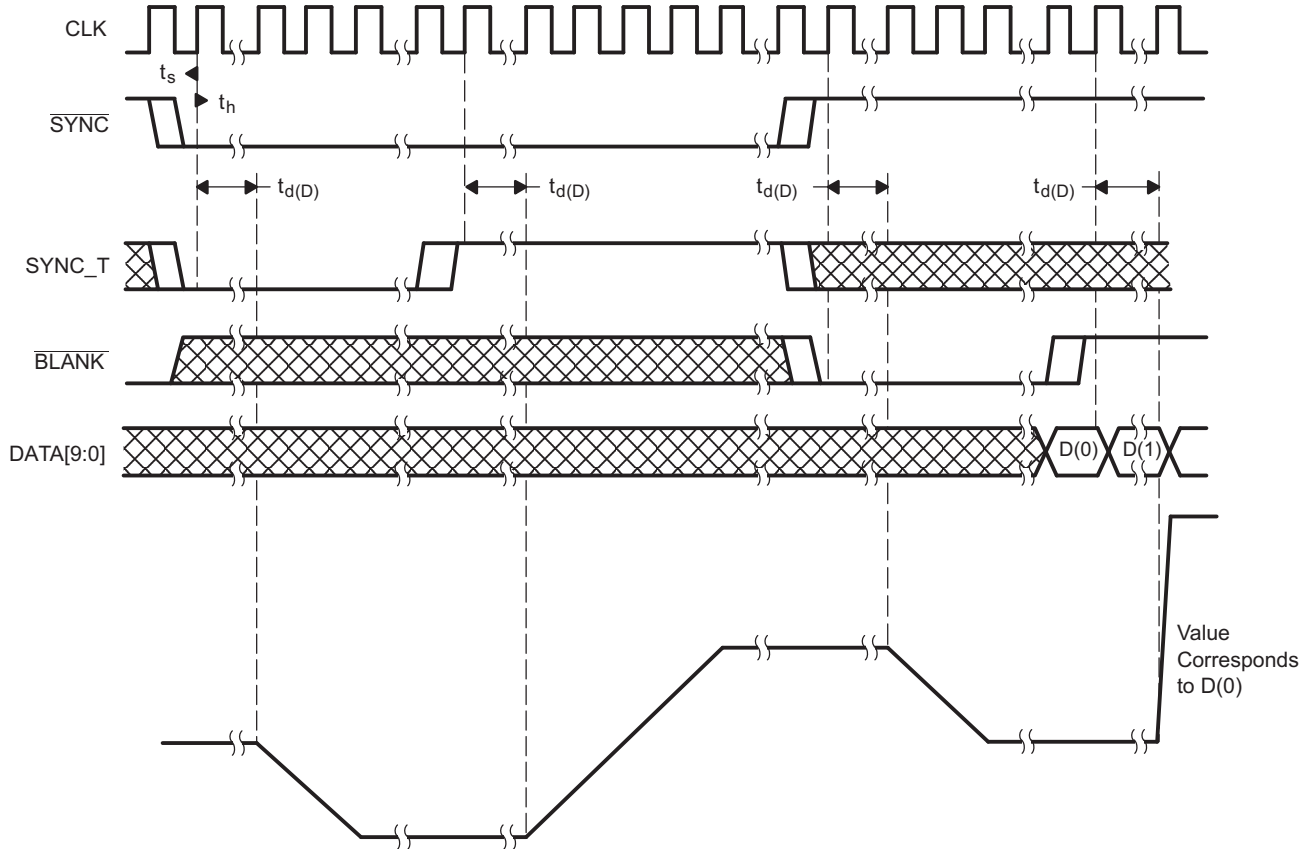 CLK
ts
th
SYNC
td(D) td(D) td(D) td(D)
SYNC_T
BLANK
DATA[9:0] D(0) D(1)
Value
Corresponds
to D(0)